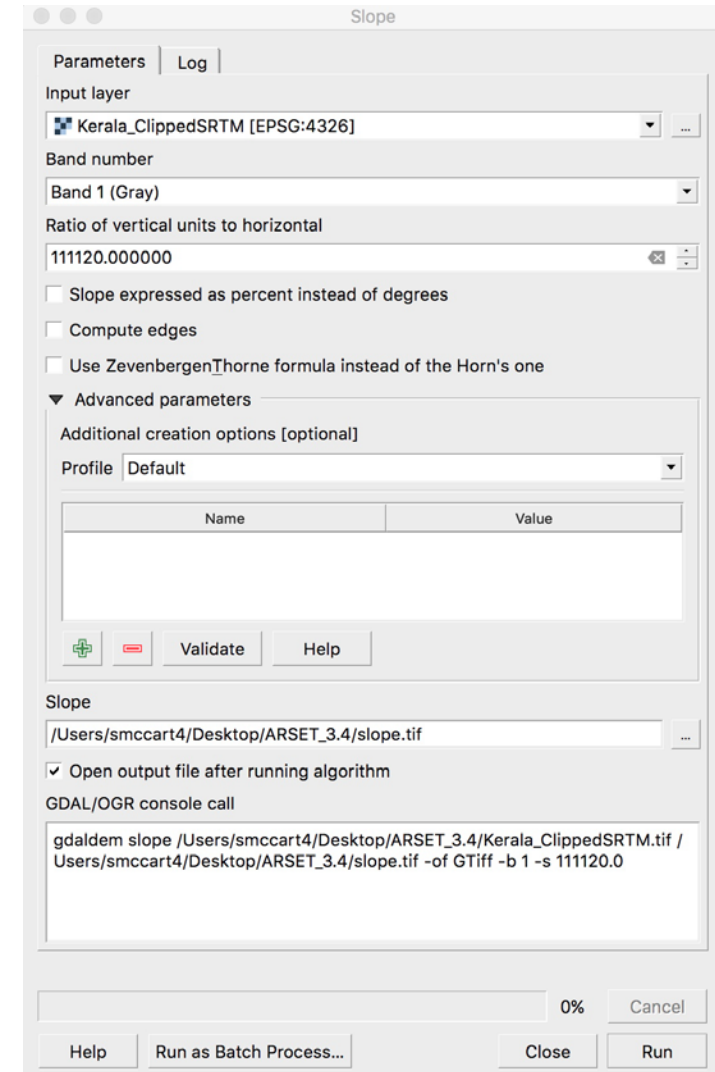 Slope
Parameters
Log
Input layer
Kerala_ClippedSRTM [EPSG:4326]
...
Band number
Band 1 (Gray)
Ratio of vertical units to horizontal
111120.000000
Slope expressed as percent instead of degrees
Compute edges
Use ZevenbergenThorne formula instead of the Horn's one
Advanced parameters
Additional creation options [optional]
Profile Default
Name Value
Validate Help
Slope
/Users/smccart4/Desktop/ARSET_3.4/slope.tif
...
Open output file after running algorithm
GDAL/OGR console call
gdaldem slope /Users/smccart4/Desktop/ARSET_3.4/Kerala_ClippedSRTM.tif /
Users/smccart4/Desktop/ARSET_3.4/slope.tif -of GTiff -b 1 -s 111120.0
0% Cancel
Help Run as Batch Process... Close Run